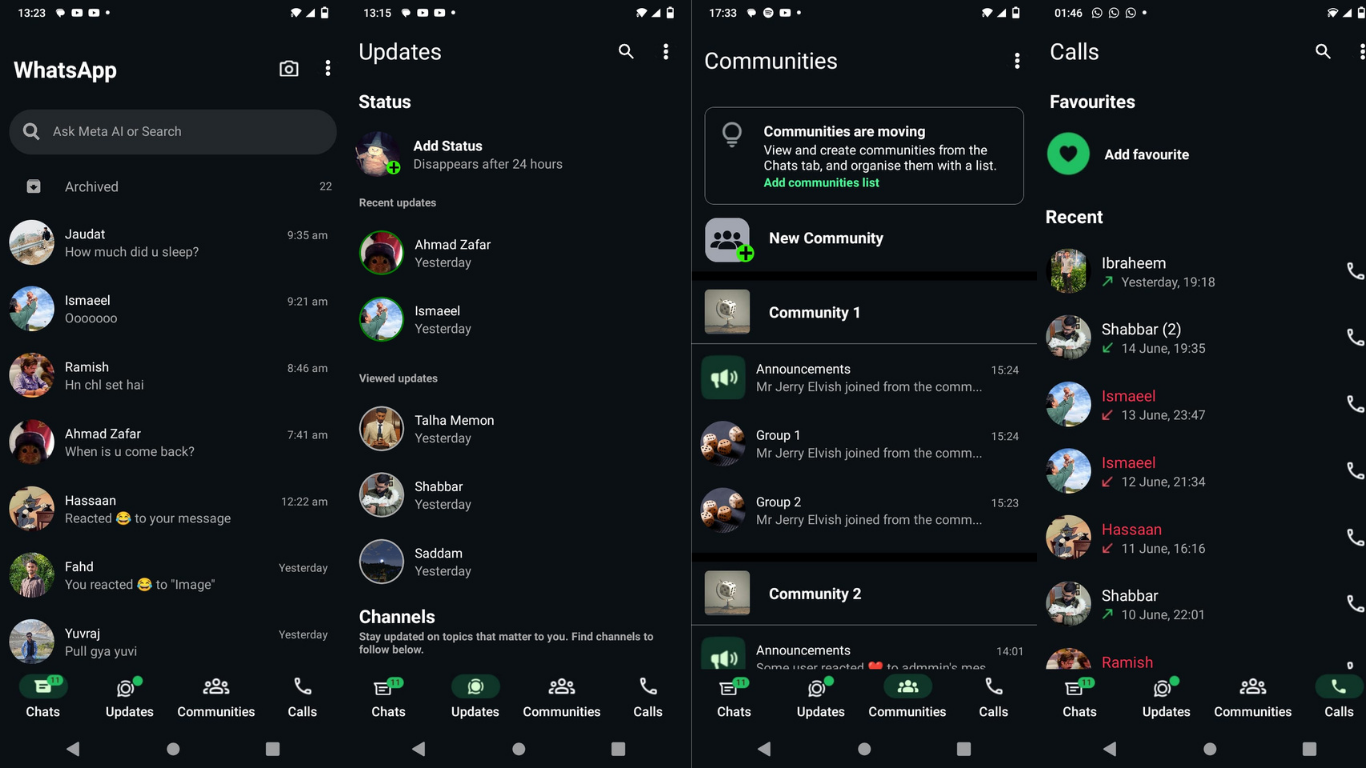 13:23
WhatsApp
Ask Meta AI or Search
Archived 22
Jaudat 9:35 am
How much did u sleep?
Ismaeel 9:21 am
Ooooooo
Ramish 8:46 am
Hn chl set hai
Ahmad Zafar 7:41 am
When is u come back?
Hassaan 12:22 am
Reacted 😂 to your message
Fahd Yesterday
You reacted 😂 to "Image"
Yuvraj Yesterday
Pull gya yuvi
11
Chats Updates Communities Calls
13:15
Updates
Status
Add Status
Disappears after 24 hours
Recent updates
Ahmad Zafar
Yesterday
Ismaeel
Yesterday
Viewed updates
Talha Memon
Yesterday
Shabbar
Yesterday
Saddam
Yesterday
Channels
Stay updated on topics that matter to you. Find channels to
follow below.
11
Chats Updates Communities Calls
17:33
Communities
Communities are moving
View and create communities from the
Chats tab, and organise them with a list.
Add communities list
New Community
Community 1
Announcements 15:24
Mr Jerry Elvish joined from the comm...
Group 1 15:24
Mr Jerry Elvish joined from the comm...
Group 2 15:23
Mr Jerry Elvish joined from the comm...
Community 2
Announcements 14:01
Some user reacted ❤️ to admmin's mes
11
Chats Updates Communities Calls
01:46
Calls
Favourites
Add favourite
Recent
Ibraheem
Yesterday, 19:18
Shabbar (2)
14 June, 19:35
Ismaeel
13 June, 23:47
Ismaeel
12 June, 21:34
Hassaan
11 June, 16:16
Shabbar
10 June, 22:01
Ramish
11
Chats Updates Communities Calls